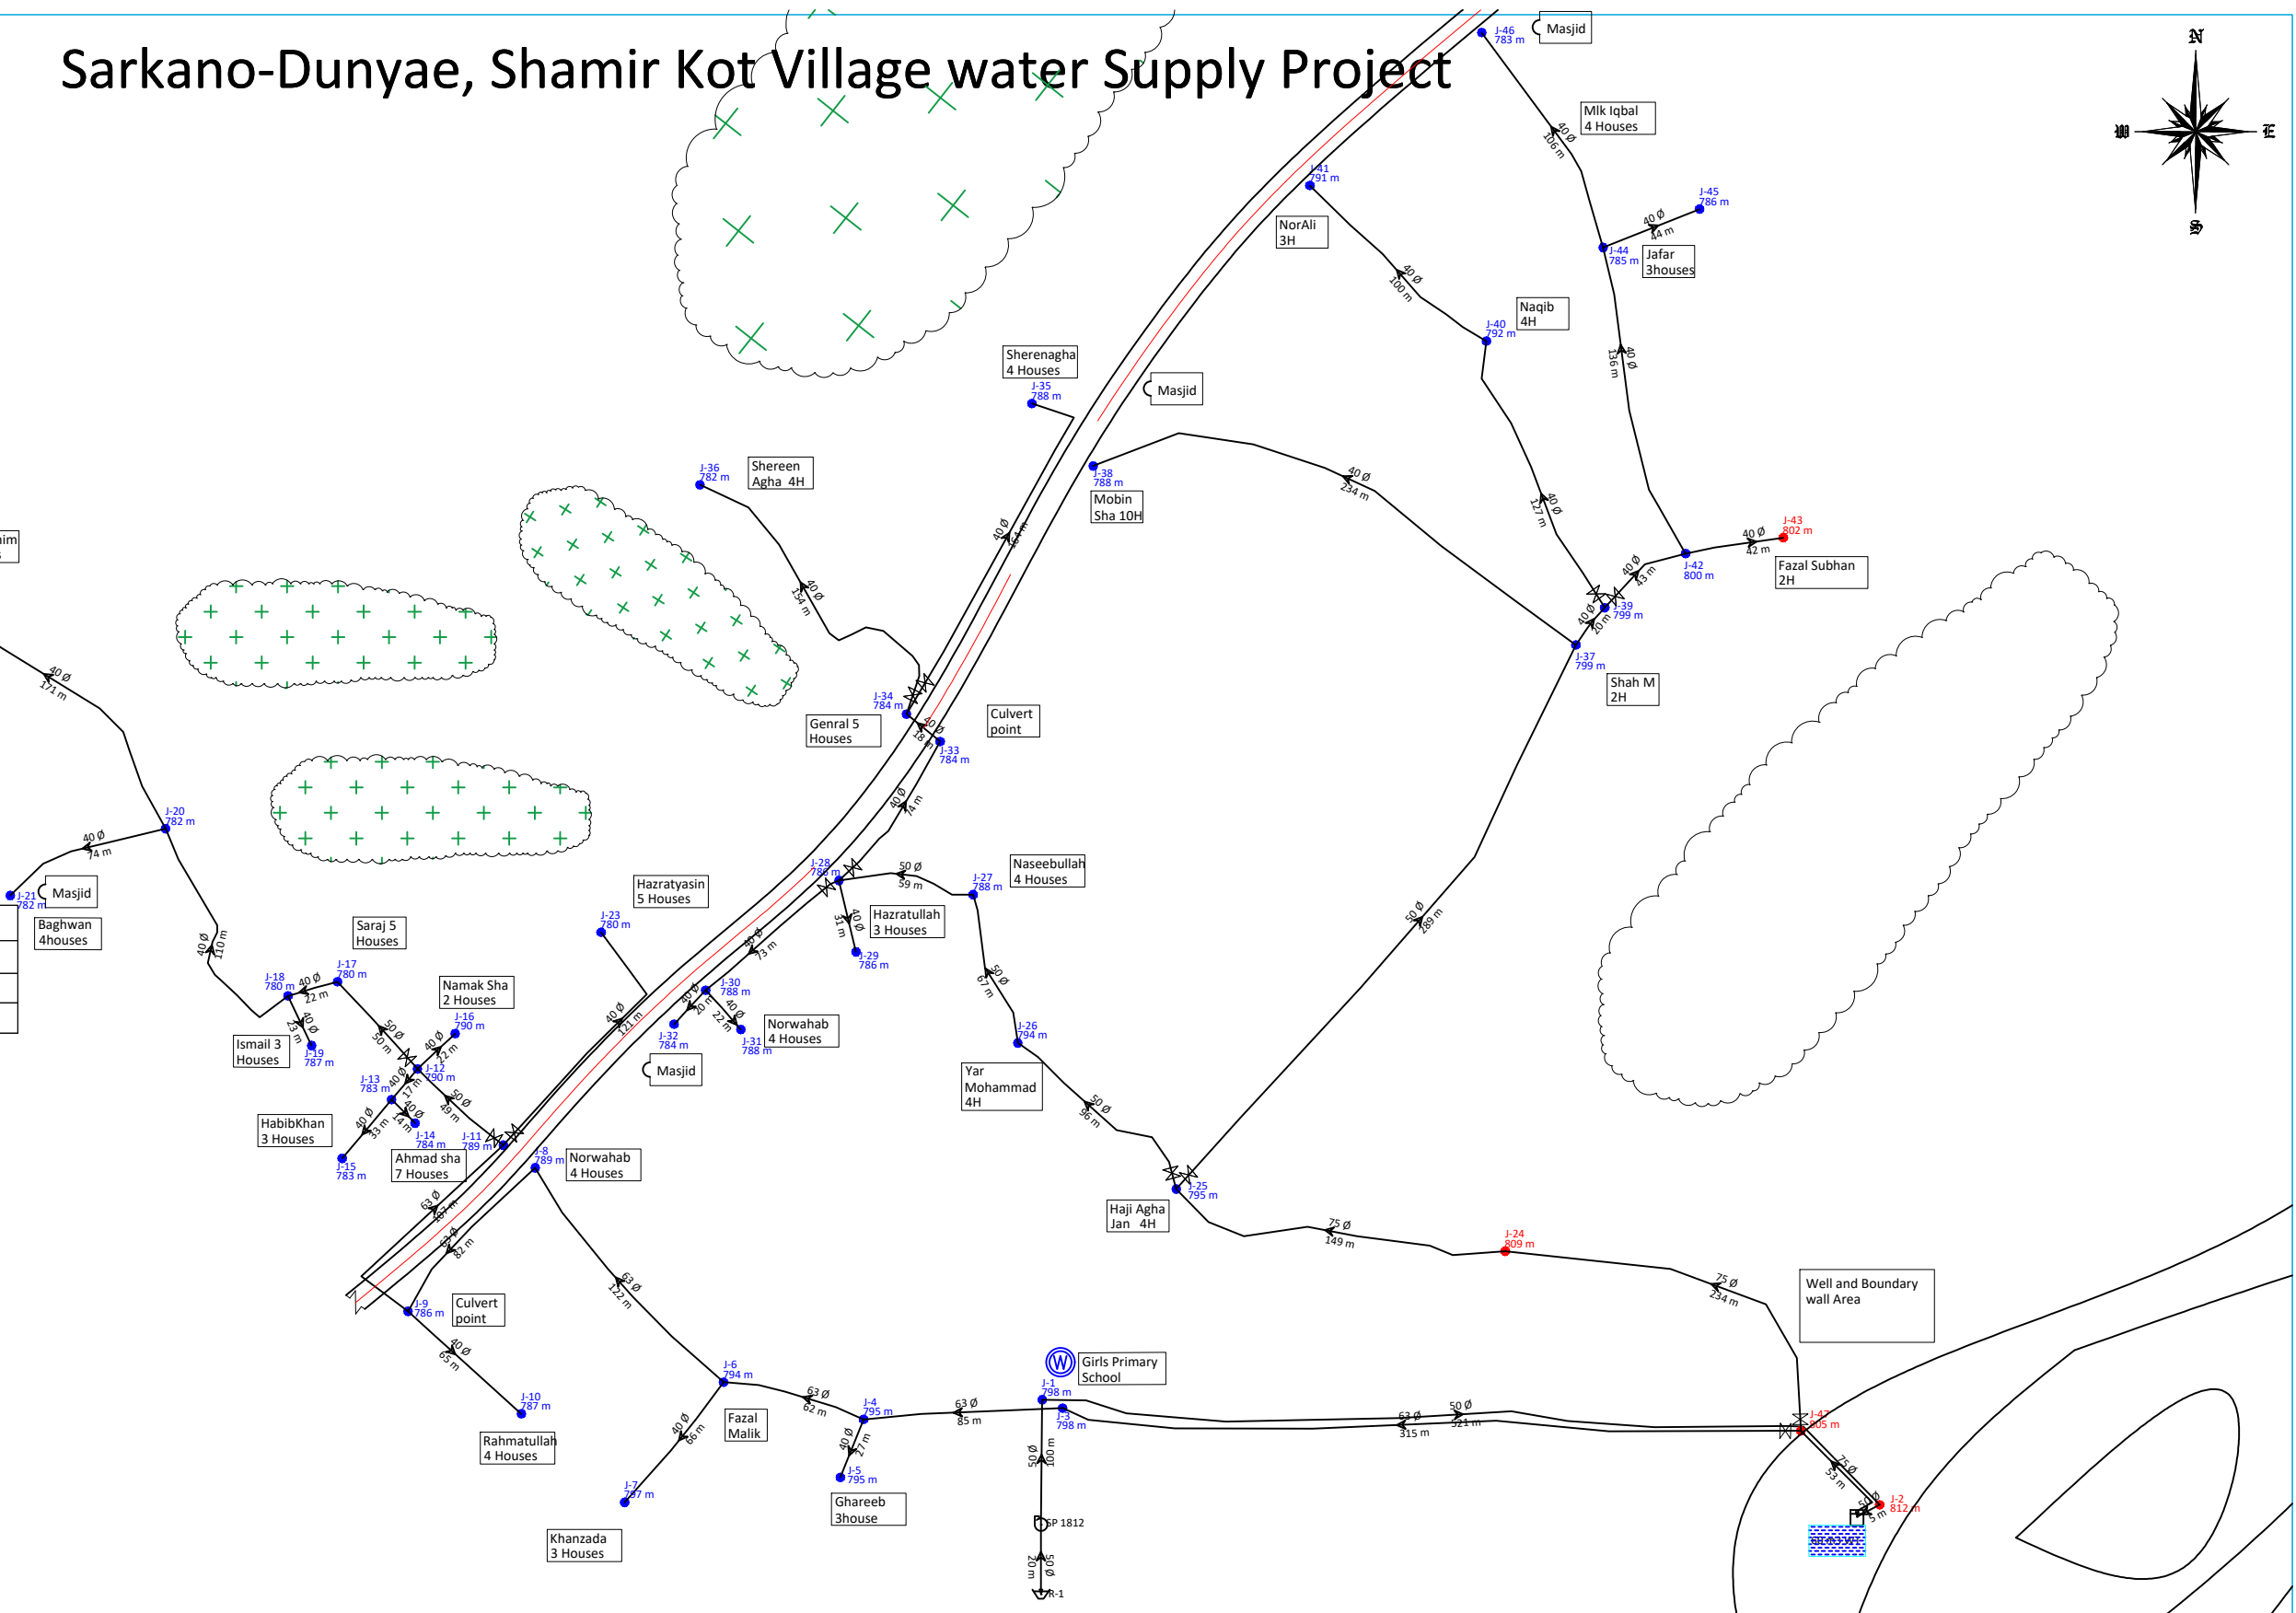 Sarkano-Dunyae, Shamir Kot Village water Supply Project
N
W
E
S
J-46
783 m
Masjid
Mlk Iqbal
4 Houses
40 Ø
106 m
J-41
791 m
NorAli
3H
J-45
786 m
40 Ø
44 m
J-44
785 m
Jafar
3houses
40 Ø
100 m
Naqib
4H
J-40
792 m
40 Ø
136 m
Sherenagha
4 Houses
J-35
788 m
Masjid
J-36
782 m
Shereen
Agha 4H
J-38
788 m
Mobin
Sha 10H
40 Ø
234 m
40 Ø
127 m
J-43
802 m
40 Ø
42 m
Fazal Subhan
2H
J-42
800 m
40 Ø
43 m
J-39
799 m
40 Ø
20 m
J-37
799 m
Shah M
2H
40 Ø
164 m
40 Ø
154 m
40 Ø
171 m
J-34
784 m
Genral 5
Houses
40 Ø
18 m
Culvert
point
J-33
784 m
40 Ø
74 m
J-20
782 m
40 Ø
74 m
J-21
782 m
Masjid
Baghwan
4houses
J-28
786 m
50 Ø
59 m
J-27
788 m
Naseebullah
4 Houses
Hazratyasin
5 Houses
J-23
780 m
Hazratullah
3 Houses
40 Ø
31 m
J-29
786 m
50 Ø
289 m
Saraj 5
Houses
40 Ø
110 m
40 Ø
73 m
J-17
780 m
J-18
780 m
40 Ø
22 m
Namak Sha
2 Houses
J-16
790 m
J-30
788 m
40 Ø
20 m
40 Ø
22 m
J-32
784 m
J-31
788 m
Norwahab
4 Houses
50 Ø
67 m
J-26
794 m
Ismail 3
Houses
40 Ø
23 m
J-19
787 m
50 Ø
50 m
40 Ø
22 m
40 Ø
121 m
Masjid
Yar
Mohammad
4H
J-12
790 m
J-13
783 m
40 Ø
17 m
50 Ø
49 m
40 Ø
14 m
50 Ø
96 m
HabibKhan
3 Houses
40 Ø
33 m
J-14
784 m
J-11
789 m
J-15
783 m
Ahmad sha
7 Houses
J-8
789 m
Norwahab
4 Houses
J-25
795 m
Haji Agha
Jan 4H
63 Ø
107 m
63 Ø
82 m
75 Ø
149 m
J-24
809 m
75 Ø
234 m
Well and Boundary
wall Area
63 Ø
122 m
J-9
786 m
Culvert
point
40 Ø
65 m
J-6
794 m
W
Girls Primary
School
J-1
798 m
J-10
787 m
Rahmatullah
4 Houses
Fazal
Malik
63 Ø
62 m
J-4
795 m
63 Ø
85 m
J-3
798 m
50 Ø
521 m
63 Ø
315 m
J-47
805 m
40 Ø
66 m
40 Ø
27 m
J-5
795 m
50 Ø
100 m
75 Ø
53 m
J-7
797 m
Ghareeb
3house
Khanzada
3 Houses
SP 1812
50 Ø
20 m
R-1
J-2
812 m
50 Ø
5 m